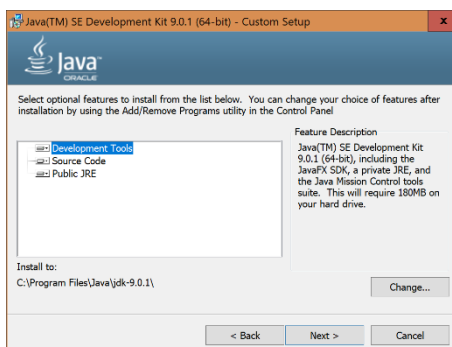 Java(TM) SE Development Kit 9.0.1 (64-bit) - Custom Setup
x
Java™
ORACLE
Select optional features to install from the list below. You can change your choice of features after
installation by using the Add/Remove Programs utility in the Control Panel
Development Tools
Source Code
Public JRE
Feature Description
Java(TM) SE Development Kit
9.0.1 (64-bit), including the
JavaFX SDK, a private JRE, and
the Java Mission Control tools
suite. This will require 180MB on
your hard drive.
Install to:
C:\Program Files\Java\jdk-9.0.1\
Change...
< Back
Next >
Cancel